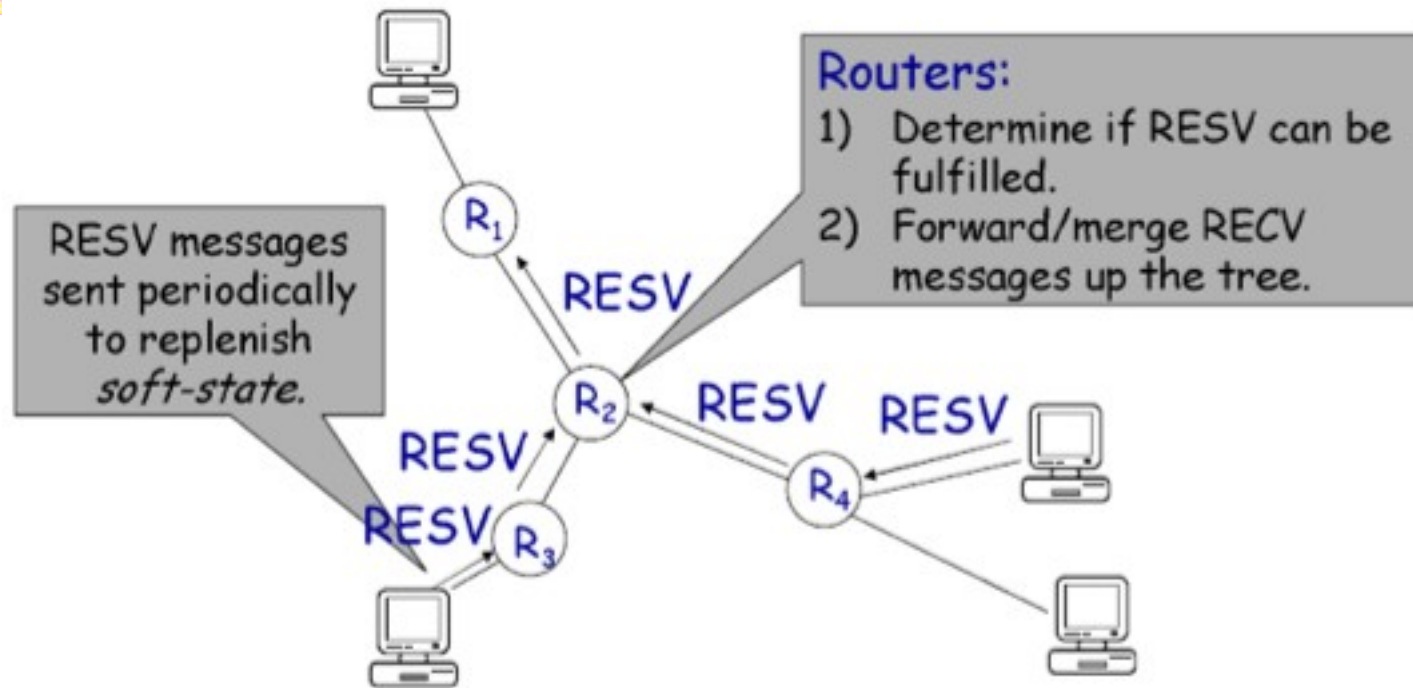 Routers:
1) Determine if RESV can be
fulfilled.
2) Forward/merge RECV
messages up the tree.
RESV messages
sent periodically
to replenish
soft-state.
R₁
RESV
R₂
RESV
RESV
RESV
R₄
RESV
R₃